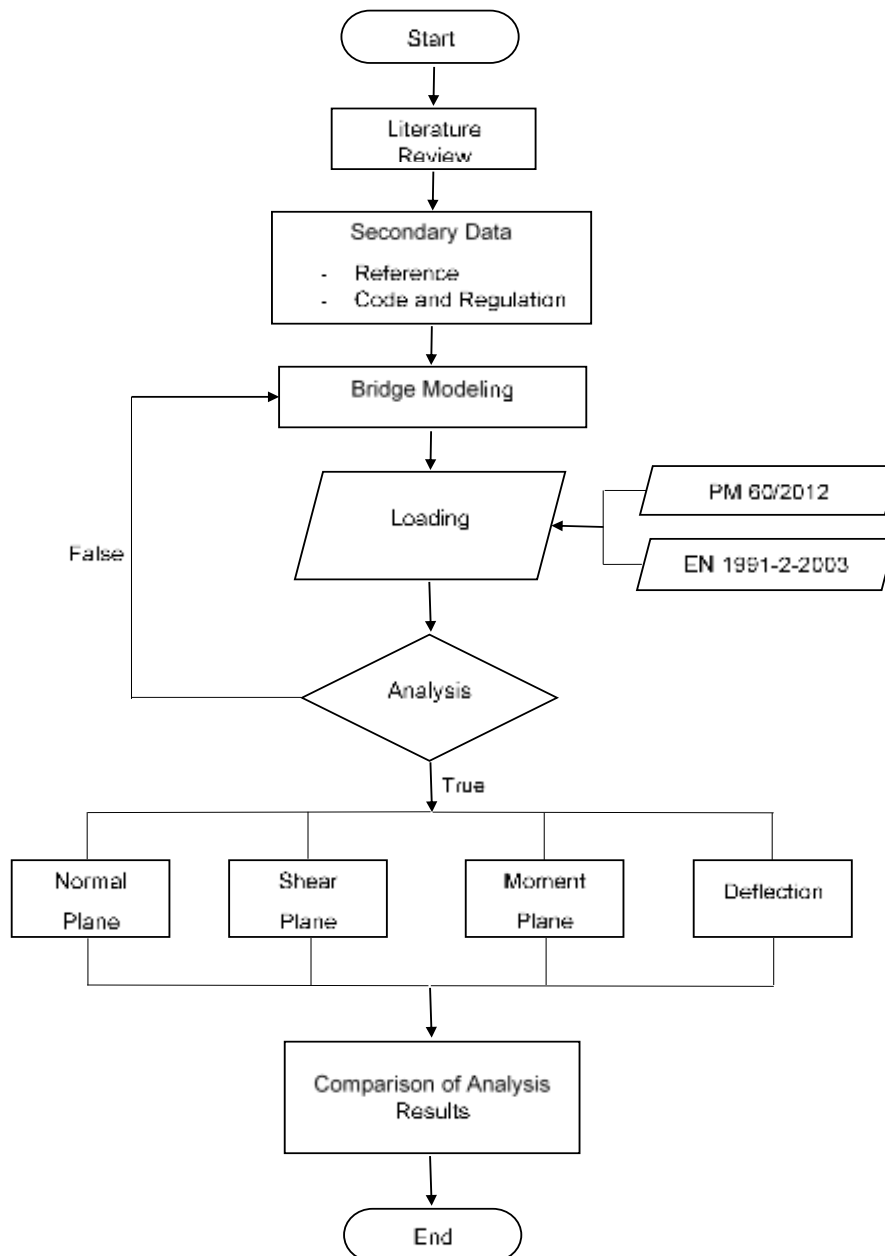 Start
Literature
Review
Secondary Data
- Reference
- Code and Regulation
Bridge Modeling
Loading
PM 60/2012
EN 1991-2-2003
False
Analysis
True
Normal
Plane
Shear
Plane
Moment
Plane
Deflection
Comparison of Analysis
Results
End